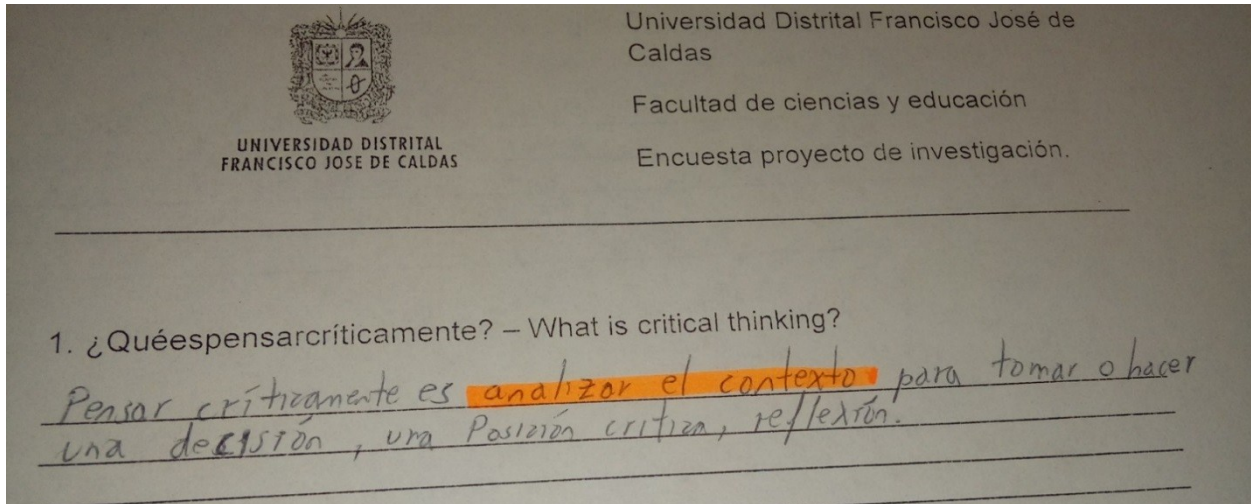 Universidad Distrital Francisco José de
Caldas
Facultad de ciencias y educación
UNIVERSIDAD DISTRITAL
FRANCISCO JOSE DE CALDAS
Encuesta proyecto de investigación.
1. ¿Quéespensarcríticamente? – What is critical thinking?
Pensar críticamente es analizar el contexto para tomar o hacer
una decisión, una Posición critica, reflexión.